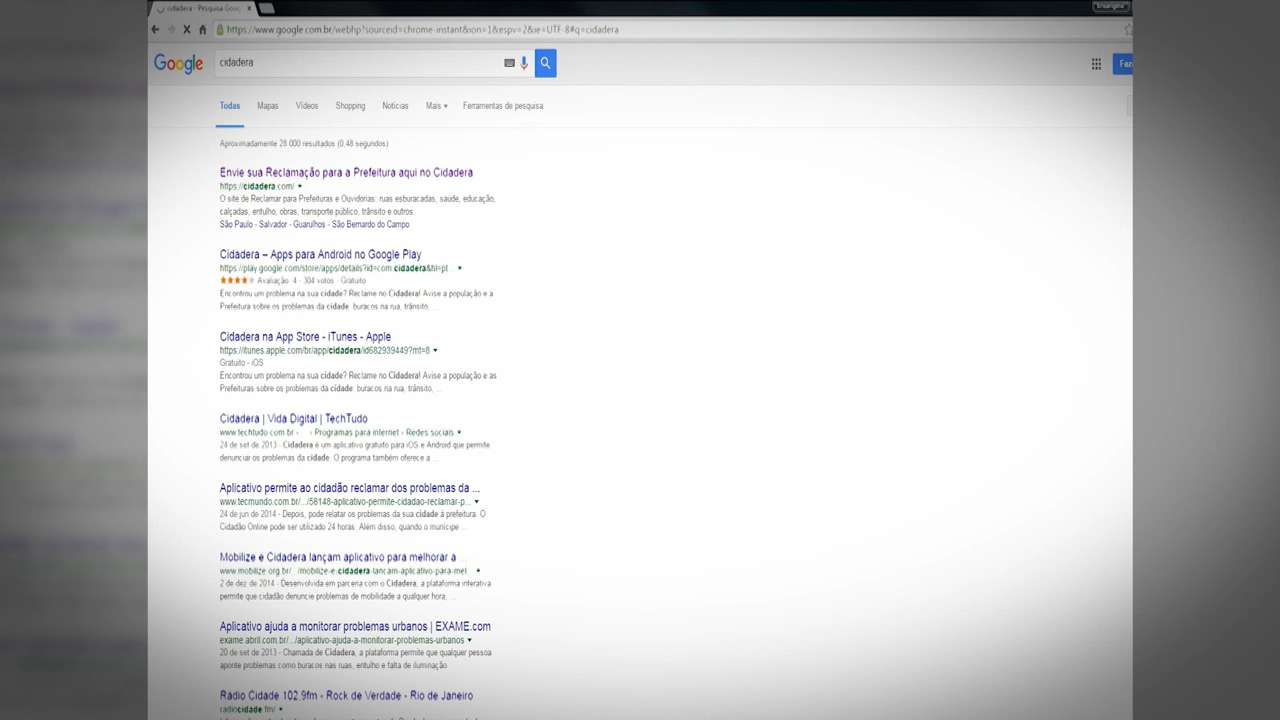 cidadera - Pesquisa Goog
https://www.google.com.br/webhp?sourceid=chrome-instant&ion=1&espv=2&ie=UTF-8#q=cidadera
Google
cidadera
Faz
Todas Mapas Vídeos Shopping Notícias Mais Ferramentas de pesquisa
Aproximadamente 28.000 resultados (0,48 segundos)
Envie sua Reclamação para a Prefeitura aqui no Cidadera
https://cidadera.com/
O site de Reclamar para Prefeituras e Ouvidorias: ruas esburacadas, saúde, educação,
calçadas, entulho, obras, transporte público, trânsito e outros.
São Paulo - Salvador - Guarulhos - São Bernardo do Campo
Cidadera – Apps para Android no Google Play
https://play.google.com/store/apps/details?id=com.cidadera&hl=pt...
Avaliação: 4 - 304 votos - Gratuito
Encontrou um problema na sua cidade? Reclame no Cidadera! Avise a população e a
Prefeitura sobre os problemas da cidade: buracos na rua, trânsito, ...
Cidadera na App Store - iTunes - Apple
https://itunes.apple.com/br/app/cidadera/id682939449?mt=8
Gratuito - iOS
Encontrou um problema na sua cidade? Reclame no Cidadera! Avise a população e as
Prefeituras sobre os problemas da cidade: buracos na rua, trânsito, ...
Cidadera | Vida Digital | TechTudo
www.techtudo.com.br › ... › Programas para internet › Redes sociais
24 de set de 2013 - Cidadera é um aplicativo gratuito para iOS e Android que permite
denunciar os problemas da cidade. O programa também oferece a ...
Aplicativo permite ao cidadão reclamar dos problemas da ...
www.tecmundo.com.br/.../58148-aplicativo-permite-cidadao-reclamar-p...
24 de jun de 2014 - Depois, pode relatar os problemas da sua cidade à prefeitura. O
Cidadão Online pode ser utilizado 24 horas. Além disso, quando o munícipe ...
Mobilize e Cidadera lançam aplicativo para melhorar a ...
www.mobilize.org.br/.../mobilize-e-cidadera-lancam-aplicativo-para-mel...
2 de dez de 2014 - Desenvolvida em parceria com o Cidadera, a plataforma interativa
permite que cidadão denuncie problemas de mobilidade a qualquer hora, ...
Aplicativo ajuda a monitorar problemas urbanos | EXAME.com
exame.abril.com.br/.../aplicativo-ajuda-a-monitorar-problemas-urbanos
20 de set de 2013 - Chamada de Cidadera, a plataforma permite que qualquer pessoa
aponte problemas como buracos nas ruas, entulho e falta de iluminação
Rádio Cidade 102,9fm - Rock de Verdade - Rio de Janeiro
radiocidade.fm/